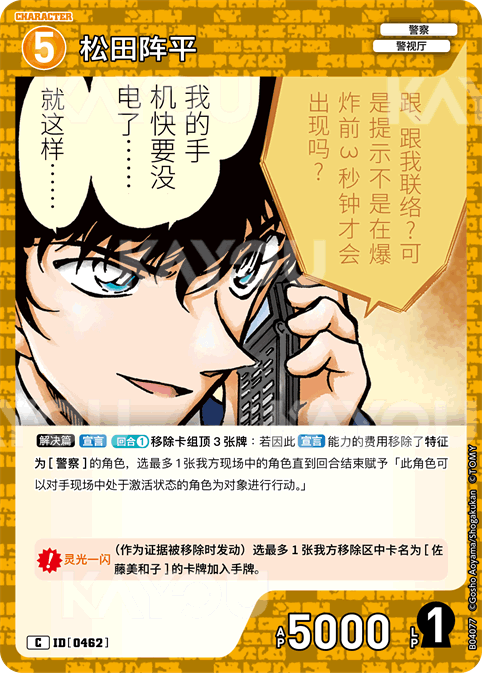 CHARACTER
5
松田阵平
警察
警视厅
跟、跟我联络？可
是提示不是在爆
炸前3秒钟才会
出现吗？
我的手
机快要没
电了……
就这样……
KAYOU
解决篇 宣言 回合1 移除卡组顶3张牌：若因此 宣言 能力的费用移除了特征
为［警察］的角色，选最多1张我方现场中的角色直到回合结束赋予「此角色可
以对手现场中处于激活状态的角色为对象进行行动。」
灵光一闪 （作为证据被移除时发动）选最多1张我方移除区中卡名为［佐
藤美和子］的卡牌加入手牌。
C ID[0462]
AP 5000
LP 1
B04077 ©Gosho Aoyama/Shogakukan ©TOMY